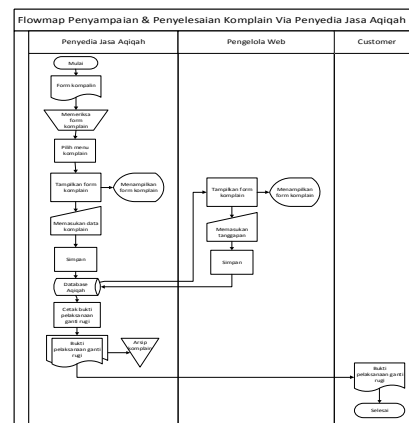 Flowmap Penyampaian & Penyelesaian Komplain Via Penyedia Jasa Aqiqah
Penyedia Jasa Aqiqah
Pengelola Web
Customer
Mulai
Form kompalin
Memeriksa
form
komplain
Pilih menu
komplain
Tampilkan form
komplain
Menampilkan
form komplain
Memasukan data
komplain
Simpan
Database
Aqiqah
Cetak bukti
pelaksanaan
ganti rugi
Bukti
pelaksanaan ganti
rugi
Arsip
komplain
Tampilkan form
komplain
Menampilkan
form komplain
Memasukan
tanggapan
Simpan
Bukti
pelaksanaan ganti
rugi
Selesai